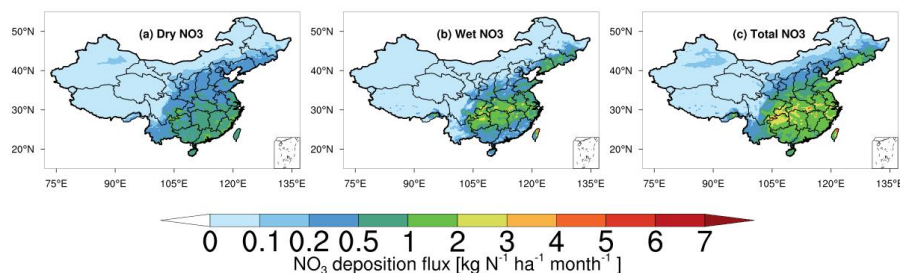 (a) Dry NO3
(b) Wet NO3
(c) Total NO3
50°N
40°N
30°N
20°N
50°N
40°N
30°N
20°N
50°N
40°N
30°N
20°N
75°E 90°E 105°E 120°E 135°E
75°E 90°E 105°E 120°E 135°E
75°E 90°E 105°E 120°E 135°E
0 0.1 0.2 0.5 1 2 3 4 5 6 7
NO₃ deposition flux [kg N⁻¹ ha⁻¹ month⁻¹]